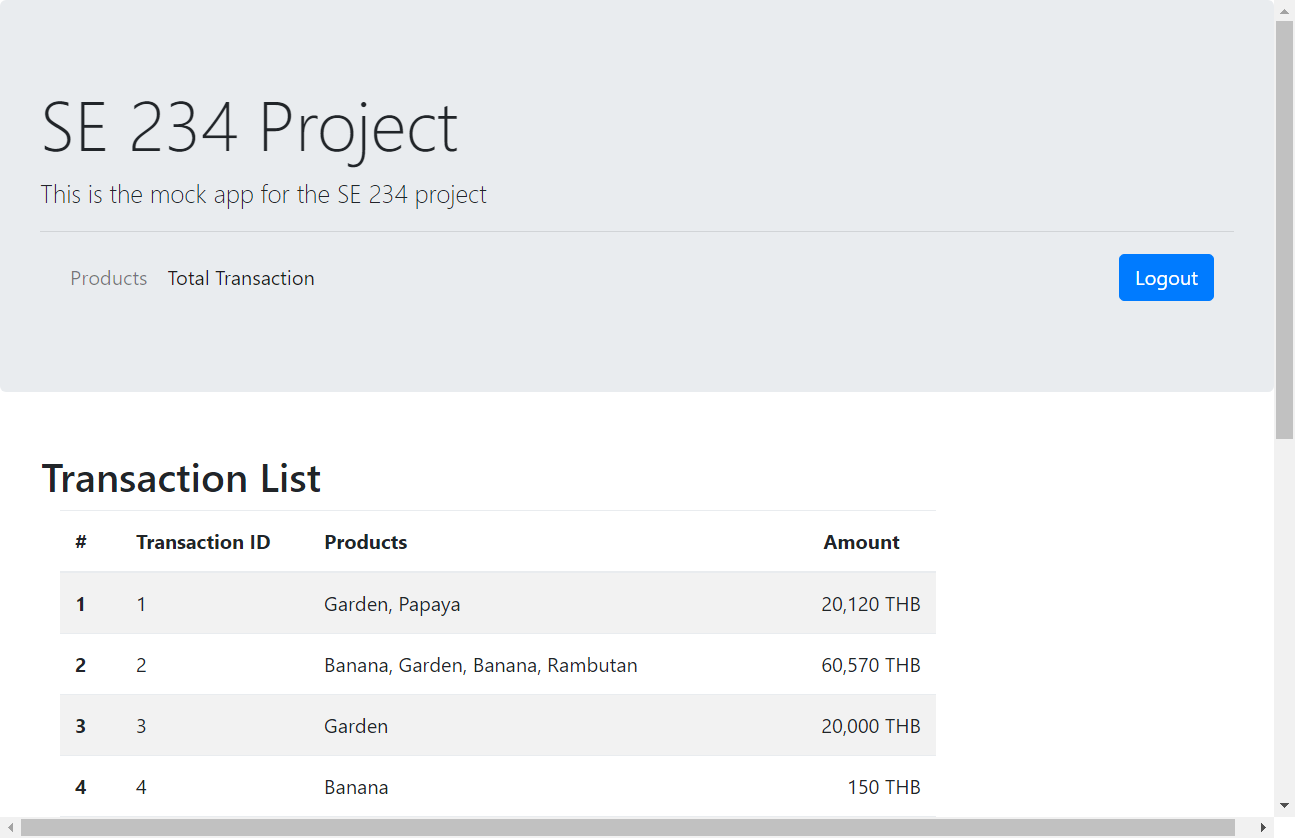 SE 234 Project
This is the mock app for the SE 234 project
Products Total Transaction Logout
Transaction List
# Transaction ID Products Amount
1 1 Garden, Papaya 20,120 THB
2 2 Banana, Garden, Banana, Rambutan 60,570 THB
3 3 Garden 20,000 THB
4 4 Banana 150 THB